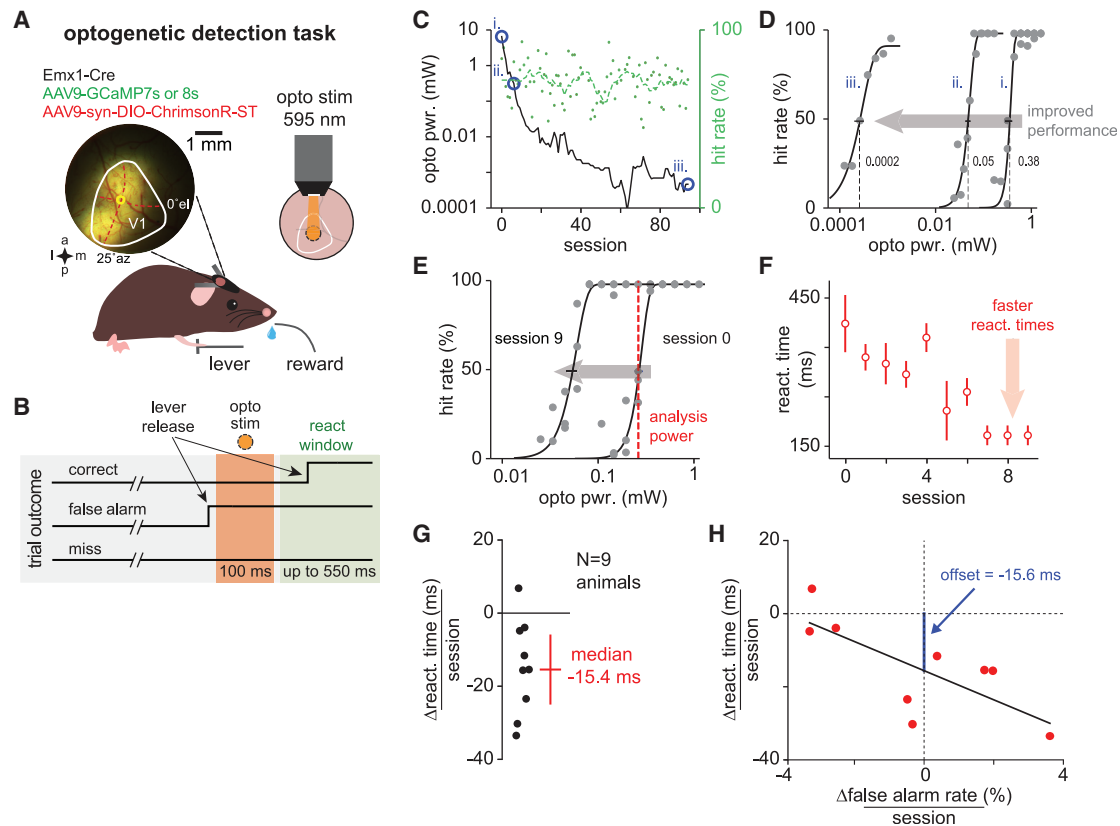 A
optogenetic detection task
Emx1-Cre
AAV9-GCaMP7s or 8s
AAV9-syn-DIO-ChrimsonR-ST
1 mm
opto stim
595 nm
V1
0°el
25°az
a
l m
p
lever
reward
B
lever
release
opto
stim
react
window
trial outcome
correct
false alarm
miss
100 ms
up to 550 ms
C
opto pwr. (mW)
10
1
0.01
0.0001
i.
ii.
iii.
100
0
hit rate (%)
0 40 80
session
D
hit rate (%)
100
50
0
iii.
ii.
i.
improved
performance
0.0002
0.05
0.38
0.0001 0.01 1
opto pwr. (mW)
E
hit rate (%)
100
50
0
session 9
session 0
analysis
power
0.1 1
opto pwr. (mW)
F
react. time
(ms)
450
150
faster
react. times
0 4 8
session
G
Δreact. time (ms)
session
20
0
-20
-40
N=9
animals
median
-15.4 ms
H
Δreact. time (ms)
session
20
0
-20
-40
offset = -15.6 ms
-4 0 4
Δfalse alarm rate (%)
session